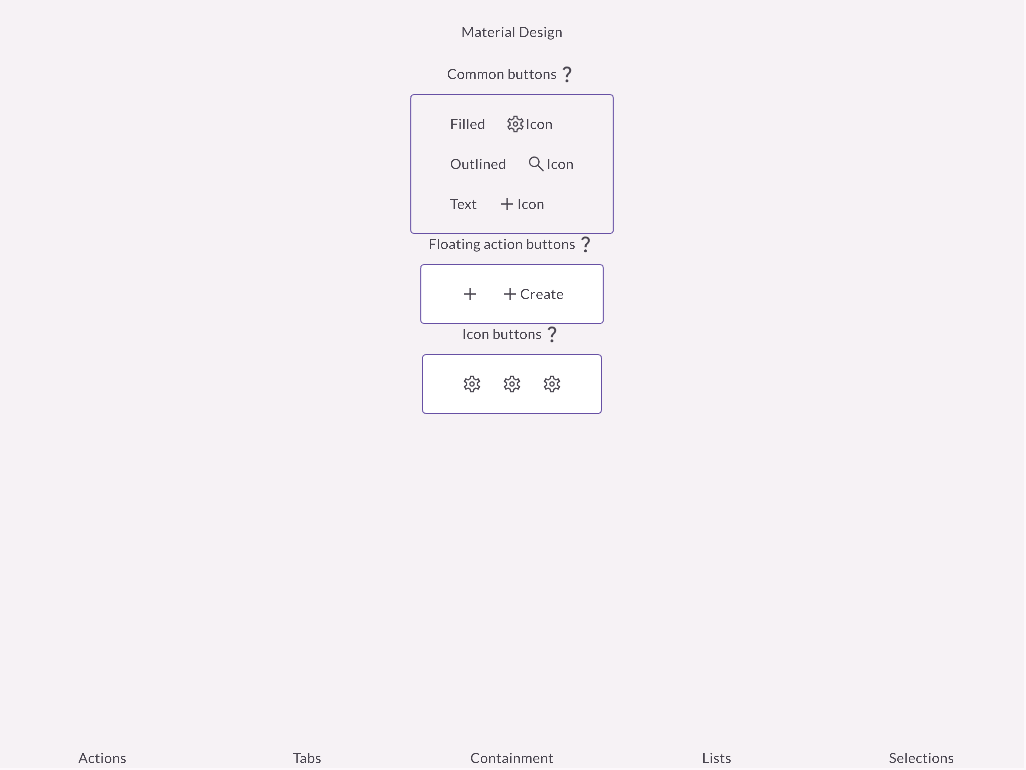 Material Design
Common buttons ?
Filled Icon
Outlined Icon
Text + Icon
Floating action buttons ?
+ + Create
Icon buttons ?
Actions Tabs Containment Lists Selections